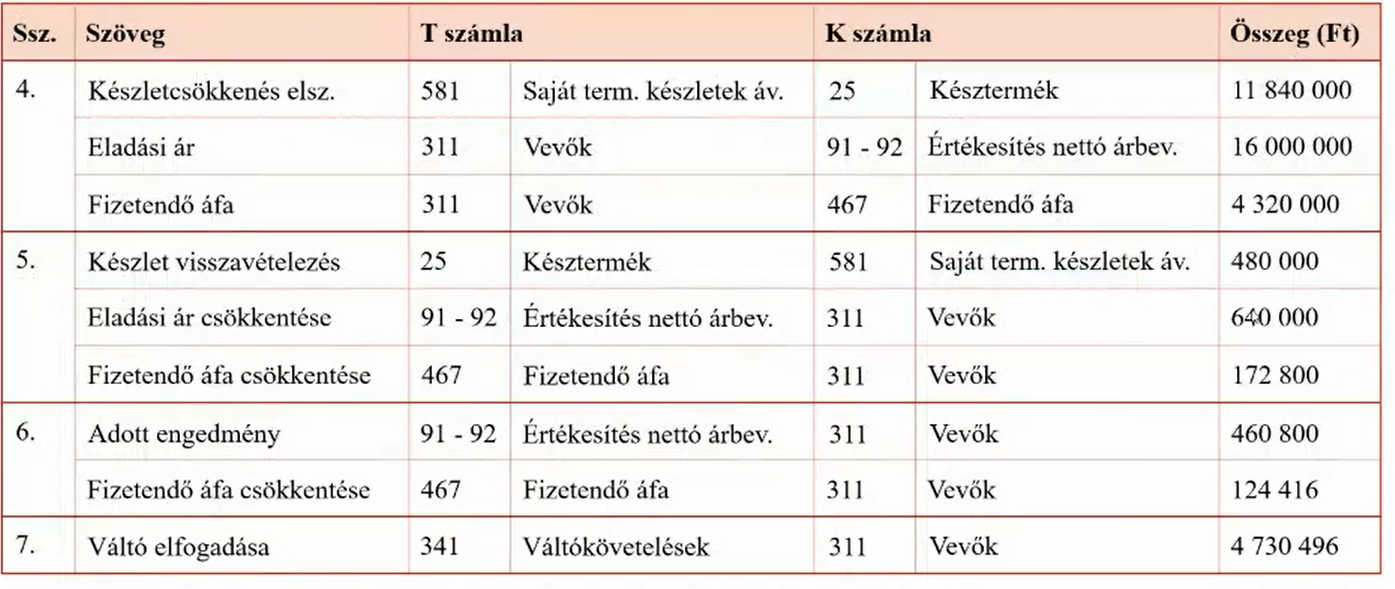 Ssz. Szöveg T számla K számla Összeg (Ft)
4. Készletcsökkenés elsz. 581 Saját term. készletek áv. 25 Késztermék 11 840 000
Eladási ár 311 Vevők 91 - 92 Értékesítés nettó árbev. 16 000 000
Fizetendő áfa 311 Vevők 467 Fizetendő áfa 4 320 000
5. Készlet visszavételezés 25 Késztermék 581 Saját term. készletek áv. 480 000
Eladási ár csökkentése 91 - 92 Értékesítés nettó árbev. 311 Vevők 640 000
Fizetendő áfa csökkentése 467 Fizetendő áfa 311 Vevők 172 800
6. Adott engedmény 91 - 92 Értékesítés nettó árbev. 311 Vevők 460 800
Fizetendő áfa csökkentése 467 Fizetendő áfa 311 Vevők 124 416
7. Váltó elfogadása 341 Váltókövetelések 311 Vevők 4 730 496